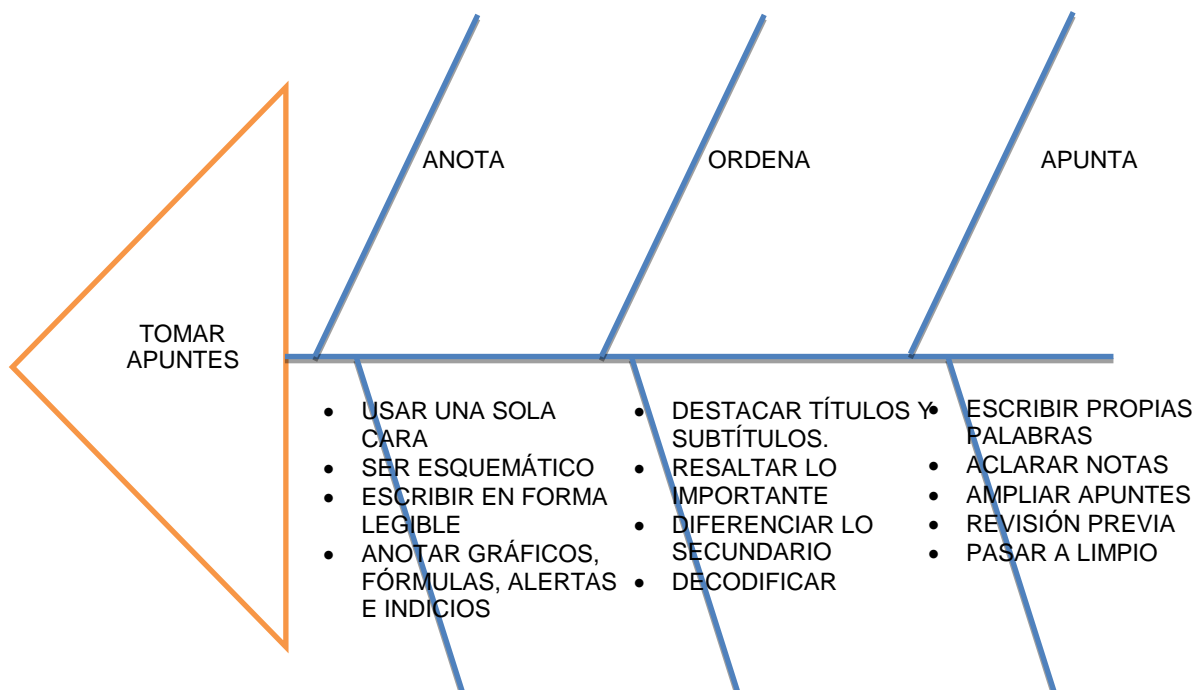 ANOTA
ORDENA
APUNTA
TOMAR
APUNTES
• USAR UNA SOLA
CARA
• SER ESQUEMÁTICO
• ESCRIBIR EN FORMA
LEGIBLE
• ANOTAR GRÁFICOS,
FÓRMULAS, ALERTAS
E INDICIOS
• DESTACAR TÍTULOS Y
SUBTÍTULOS.
• RESALTAR LO
IMPORTANTE
• DIFERENCIAR LO
SECUNDARIO
• DECODIFICAR
• ESCRIBIR PROPIAS
PALABRAS
• ACLARAR NOTAS
• AMPLIAR APUNTES
• REVISIÓN PREVIA
• PASAR A LIMPIO